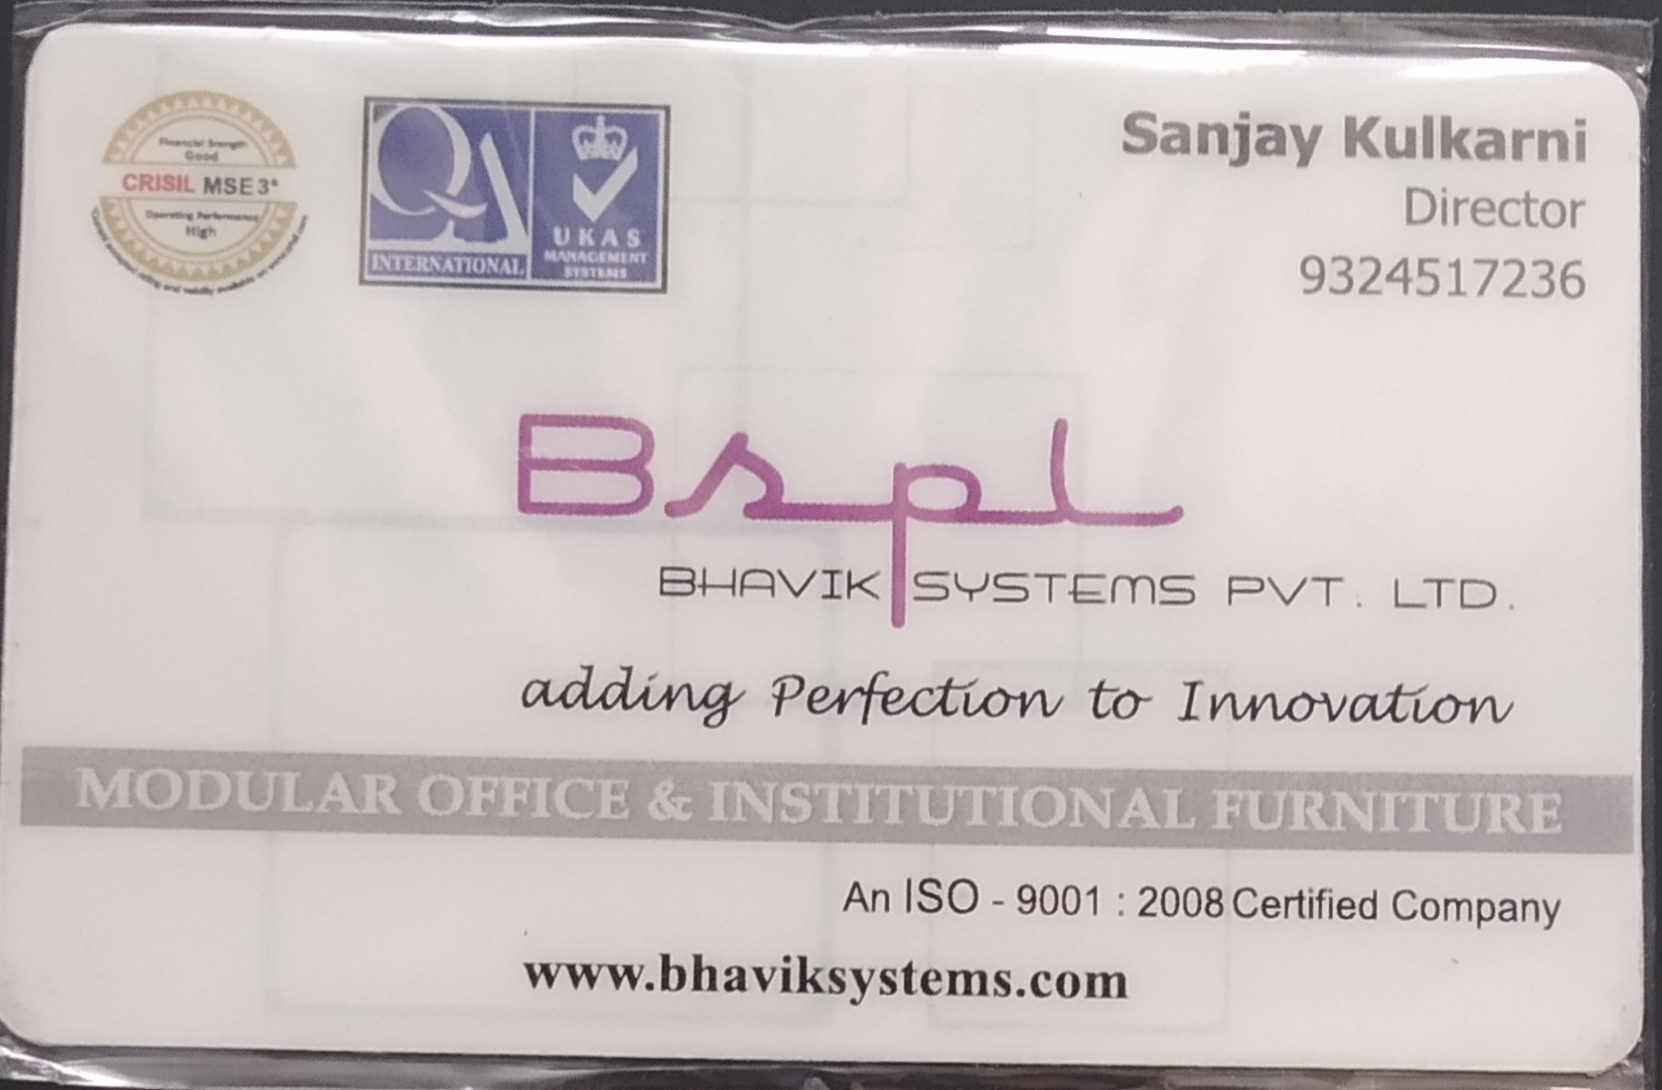 Financial Strength
Good
CRISIL MSE 3*
Operating Performance
High
QA
INTERNATIONAL
UKAS
MANAGEMENT
SYSTEMS
Sanjay Kulkarni
Director
9324517236
Bspl
BHAVIK SYSTEMS PVT. LTD.
adding Perfection to Innovation
MODULAR OFFICE & INSTITUTIONAL FURNITURE
An ISO - 9001 : 2008 Certified Company
www.bhaviksystems.com